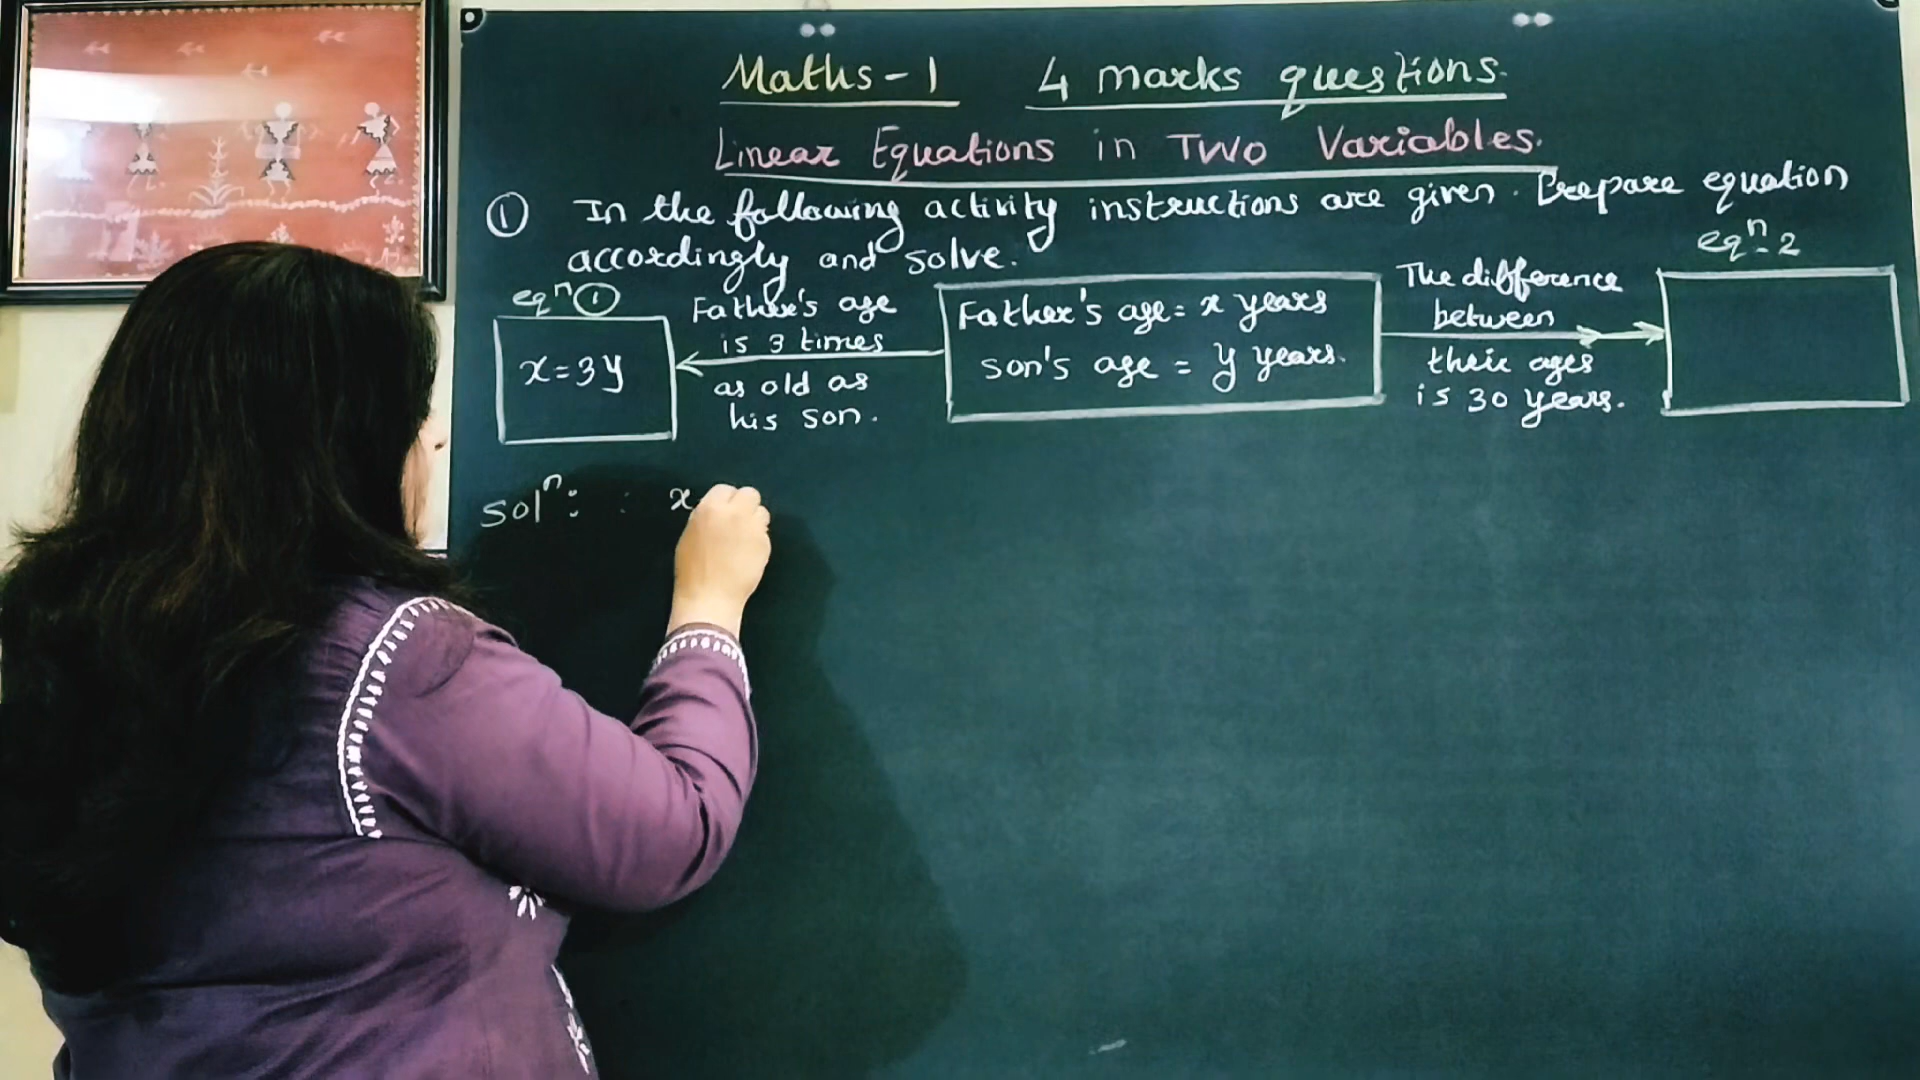 Maths-1 4 marks questions.
Linear Equations in Two Variables.
① In the following activity instructions are given. Prepare equation
accordingly and solve.
eqⁿ ①
x=3y
Father's age
is 3 times
as old as
his son.
Father's age = x years
son's age = y years.
The difference
between
their ages
is 30 years.
eqⁿ-2
solⁿ: : x